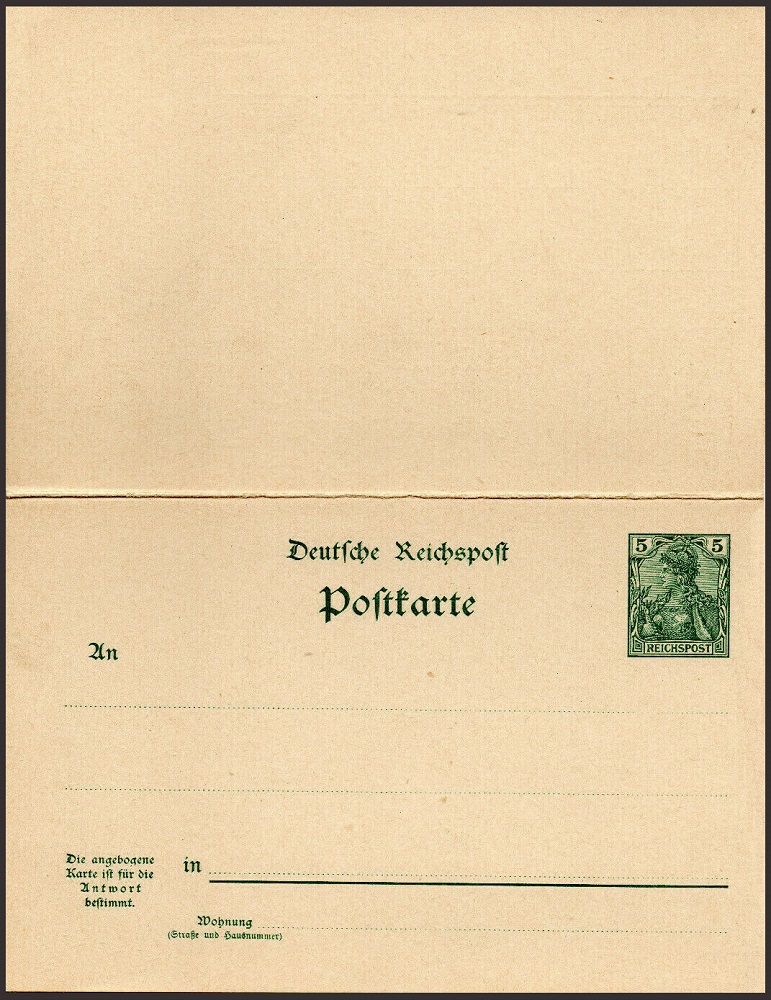 Deutsche Reichspost
5 5
Postkarte
REICHSPOST
An
Die angebogene
Karte ist für die
Antwort
bestimmt.
in
Wohnung
(Straße und Hausnummer)